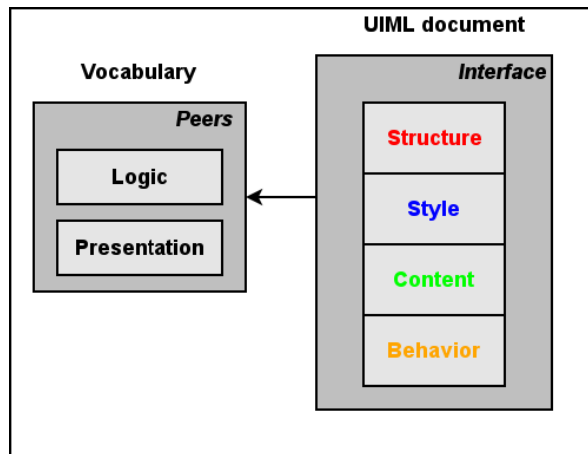 UIML document
Vocabulary
Interface
Peers
Structure
Logic
Style
Presentation
Content
Behavior